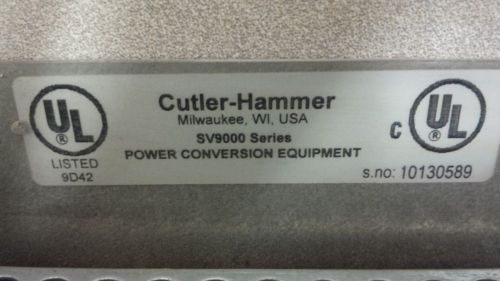 Cutler-Hammer
Milwaukee, WI, USA
SV9000 Series
POWER CONVERSION EQUIPMENT
UL
LISTED
9D42
C UL
s.no: 10130589